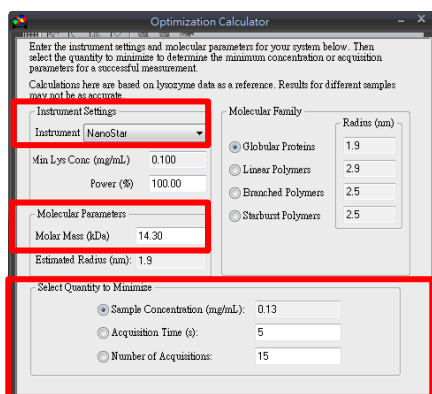 Optimization Calculator
Enter the instrument settings and molecular parameters for your system below. Then
select the quantity to minimize to determine the minimum concentration or acquisition
parameters for a successful measurement.
Calculations here are based on lysozyme data as a reference. Results for different samples
may not be as accurate.
Instrument Settings
Instrument NanoStar
Min Lys Conc (mg/mL) 0.100
Power (%) 100.00
Molecular Parameters
Molar Mass (kDa) 14.30
Estimated Radius (nm): 1.9
Molecular Family
Radius (nm)
Globular Proteins 1.9
Linear Polymers 2.9
Branched Polymers 2.5
Starburst Polymers 2.5
Select Quantity to Minimize
Sample Concentration (mg/mL): 0.13
Acquisition Time (s): 5
Number of Acquisitions: 15